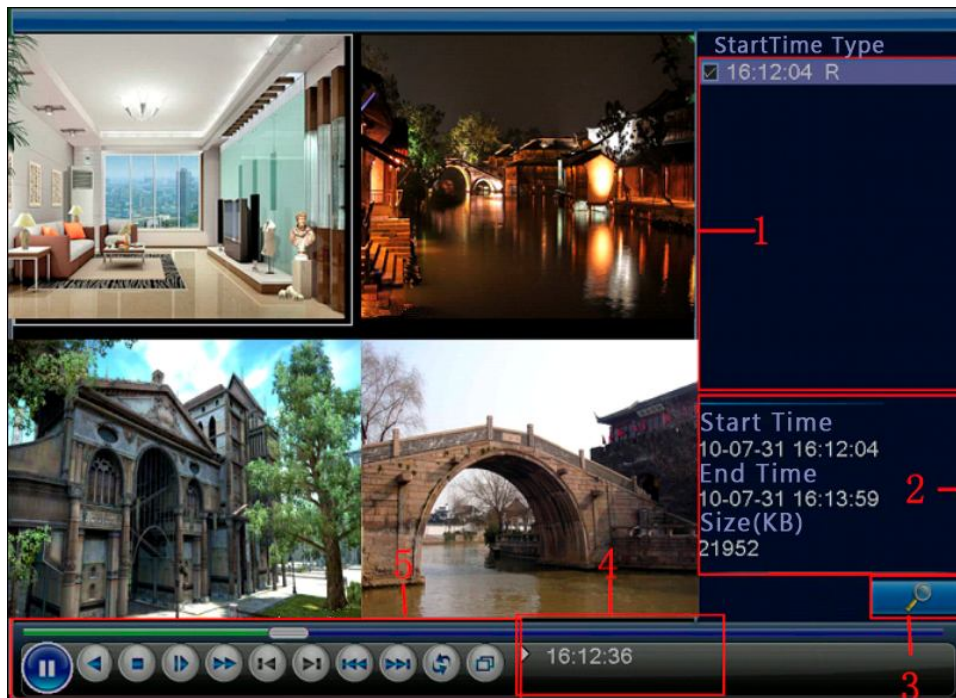 StartTime Type
16:12:04 R
1
Start Time
10-07-31 16:12:04
End Time
10-07-31 16:13:59
2
Size(KB)
21952
5
4
16:12:36
3